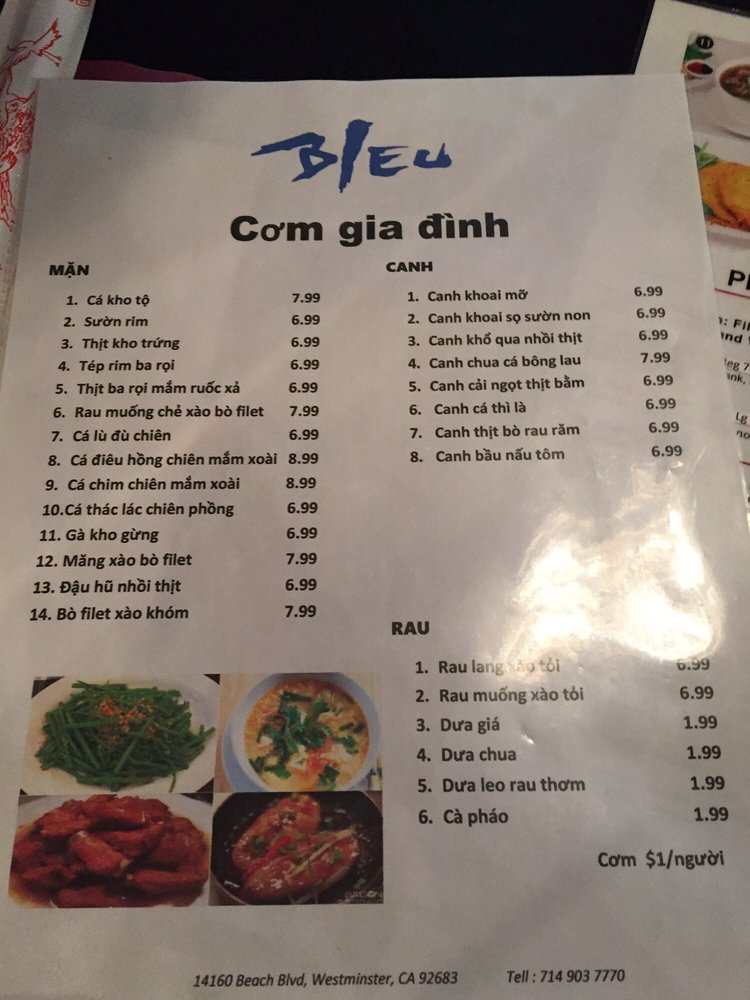 BLEU
Cơm gia đình
MẶN
1. Cá kho tộ 7.99
2. Sườn rim 6.99
3. Thịt kho trứng 6.99
4. Tép rim ba rọi 6.99
5. Thịt ba rọi mắm ruốc xả 6.99
6. Rau muống chẻ xào bò filet 7.99
7. Cá lù đù chiên 6.99
8. Cá điêu hồng chiên mắm xoài 8.99
9. Cá chim chiên mắm xoài 8.99
10.Cá thác lác chiên phồng 6.99
11. Gà kho gừng 6.99
12. Măng xào bò filet 7.99
13. Đậu hũ nhồi thịt 6.99
14. Bò filet xào khóm 7.99
CANH
1. Canh khoai mỡ 6.99
2. Canh khoai sọ sườn non 6.99
3. Canh khổ qua nhồi thịt 6.99
4. Canh chua cá bông lau 7.99
5. Canh cải ngọt thịt bằm 6.99
6. Canh cá thì là 6.99
7. Canh thịt bò rau răm 6.99
8. Canh bầu nấu tôm 6.99
RAU
1. Rau lang xào tỏi 6.99
2. Rau muống xào tỏi 6.99
3. Dưa giá 1.99
4. Dưa chua 1.99
5. Dưa leo rau thơm 1.99
6. Cà pháo 1.99
Cơm $1/người
14160 Beach Blvd, Westminster, CA 92683 Tell : 714 903 7770
11